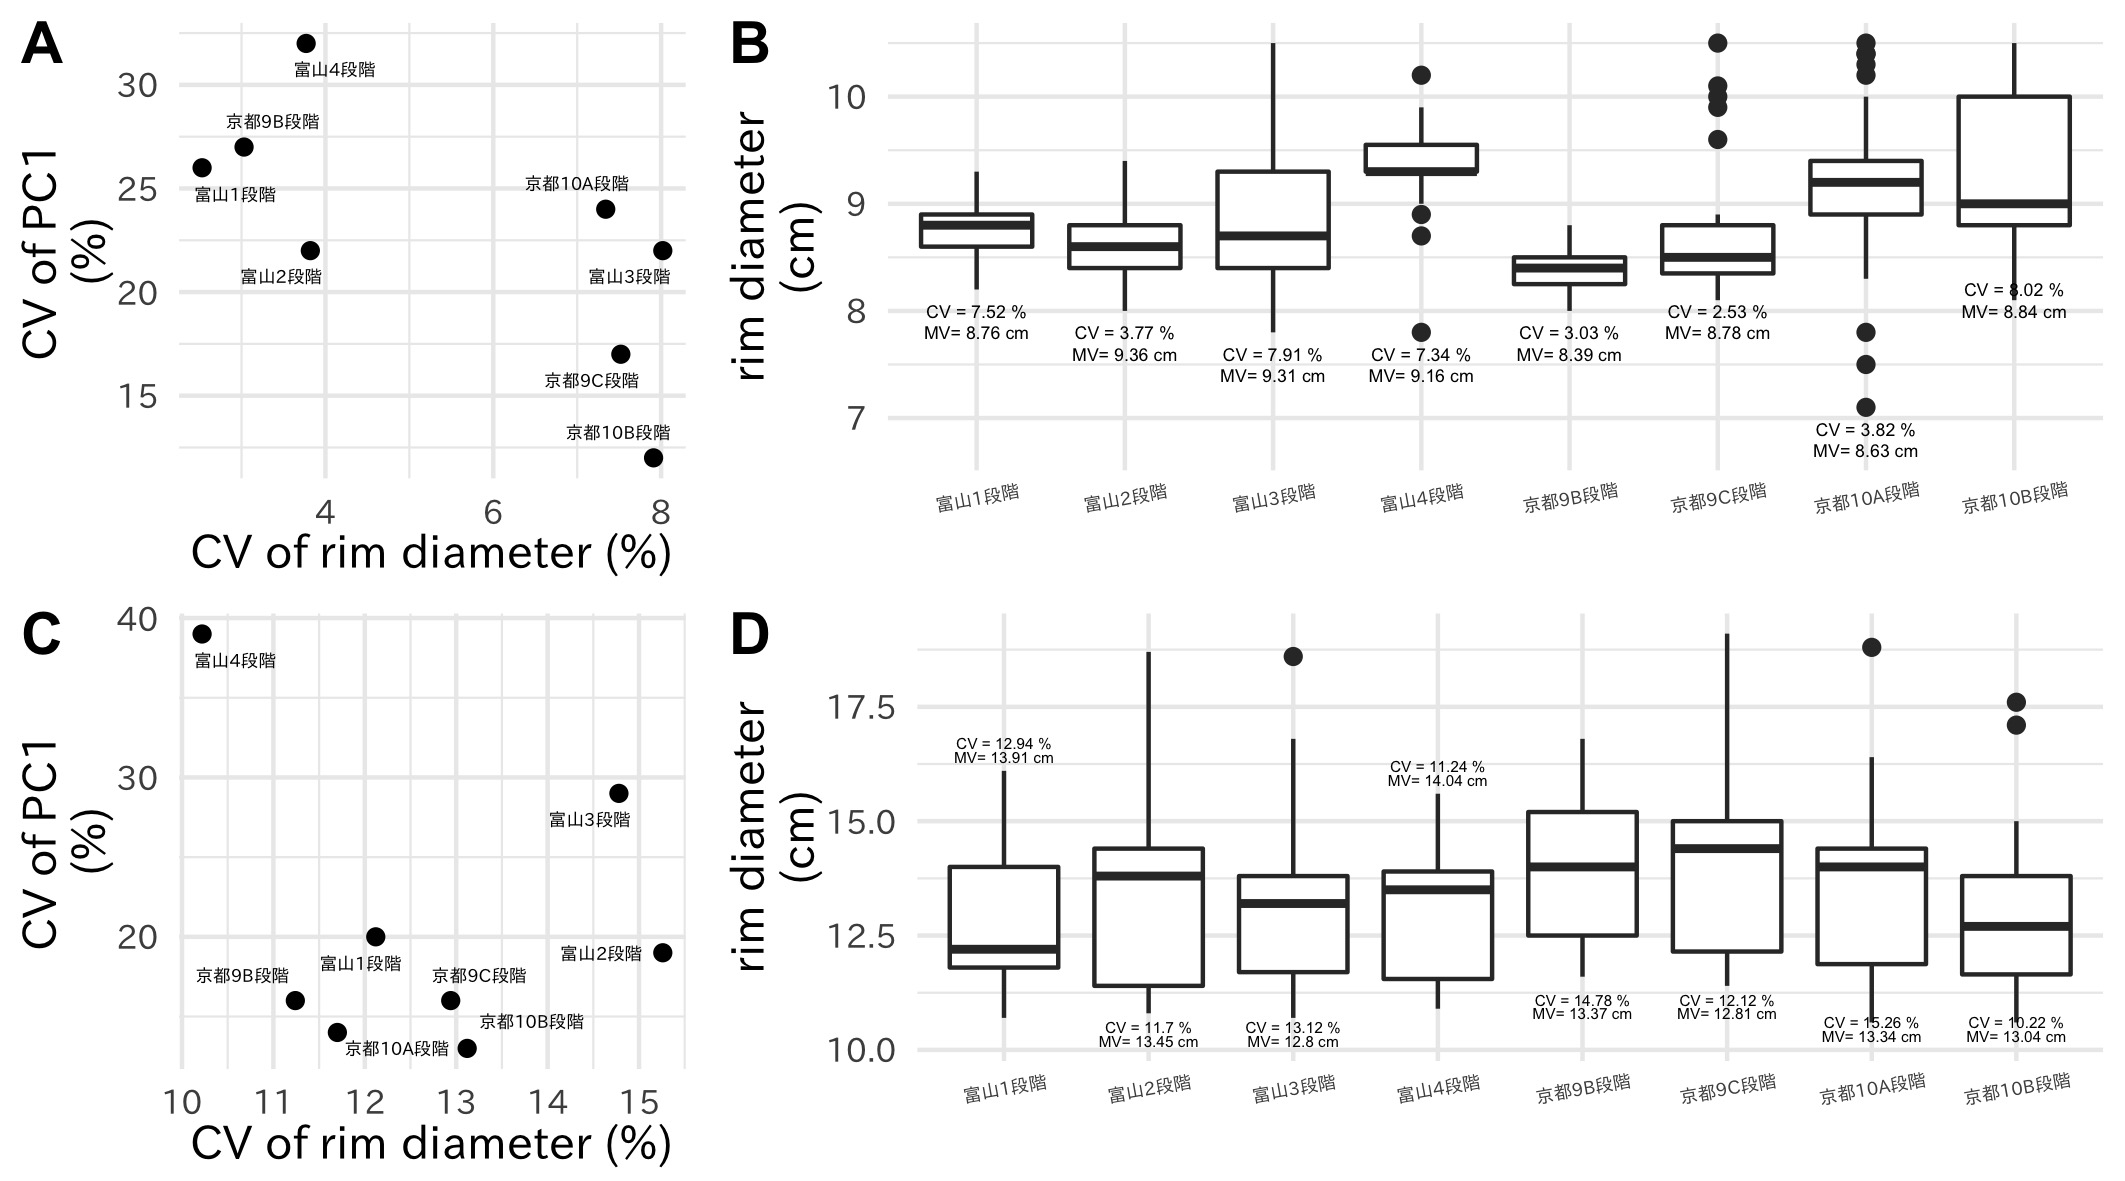 A
CV of PC1
(%)
30
25
20
15
富山4段階
京都9B段階
富山1段階
京都10A段階
富山2段階
富山3段階
京都9C段階
京都10B段階
4
6
8
CV of rim diameter (%)
B
rim diameter
(cm)
10
9
8
7
CV = 7.52 %
MV= 8.76 cm
CV = 3.77 %
MV= 9.36 cm
CV = 7.91 %
MV= 9.31 cm
CV = 7.34 %
MV= 9.16 cm
CV = 3.03 %
MV= 8.39 cm
CV = 2.53 %
MV= 8.78 cm
CV = 3.82 %
MV= 8.63 cm
CV = 8.02 %
MV= 8.84 cm
富山1段階
富山2段階
富山3段階
富山4段階
京都9B段階
京都9C段階
京都10A段階
京都10B段階
C
CV of PC1
(%)
40
30
20
富山4段階
富山3段階
富山1段階
富山2段階
京都9B段階
京都9C段階
京都10B段階
京都10A段階
10
11
12
13
14
15
CV of rim diameter (%)
D
rim diameter
(cm)
17.5
15.0
12.5
10.0
CV = 12.94 %
MV= 13.91 cm
CV = 11.7 %
MV= 13.45 cm
CV = 13.12 %
MV= 12.8 cm
CV = 11.24 %
MV= 14.04 cm
CV = 14.78 %
MV= 13.37 cm
CV = 12.12 %
MV= 12.81 cm
CV = 15.26 %
MV= 13.34 cm
CV = 10.22 %
MV= 13.04 cm
富山1段階
富山2段階
富山3段階
富山4段階
京都9B段階
京都9C段階
京都10A段階
京都10B段階